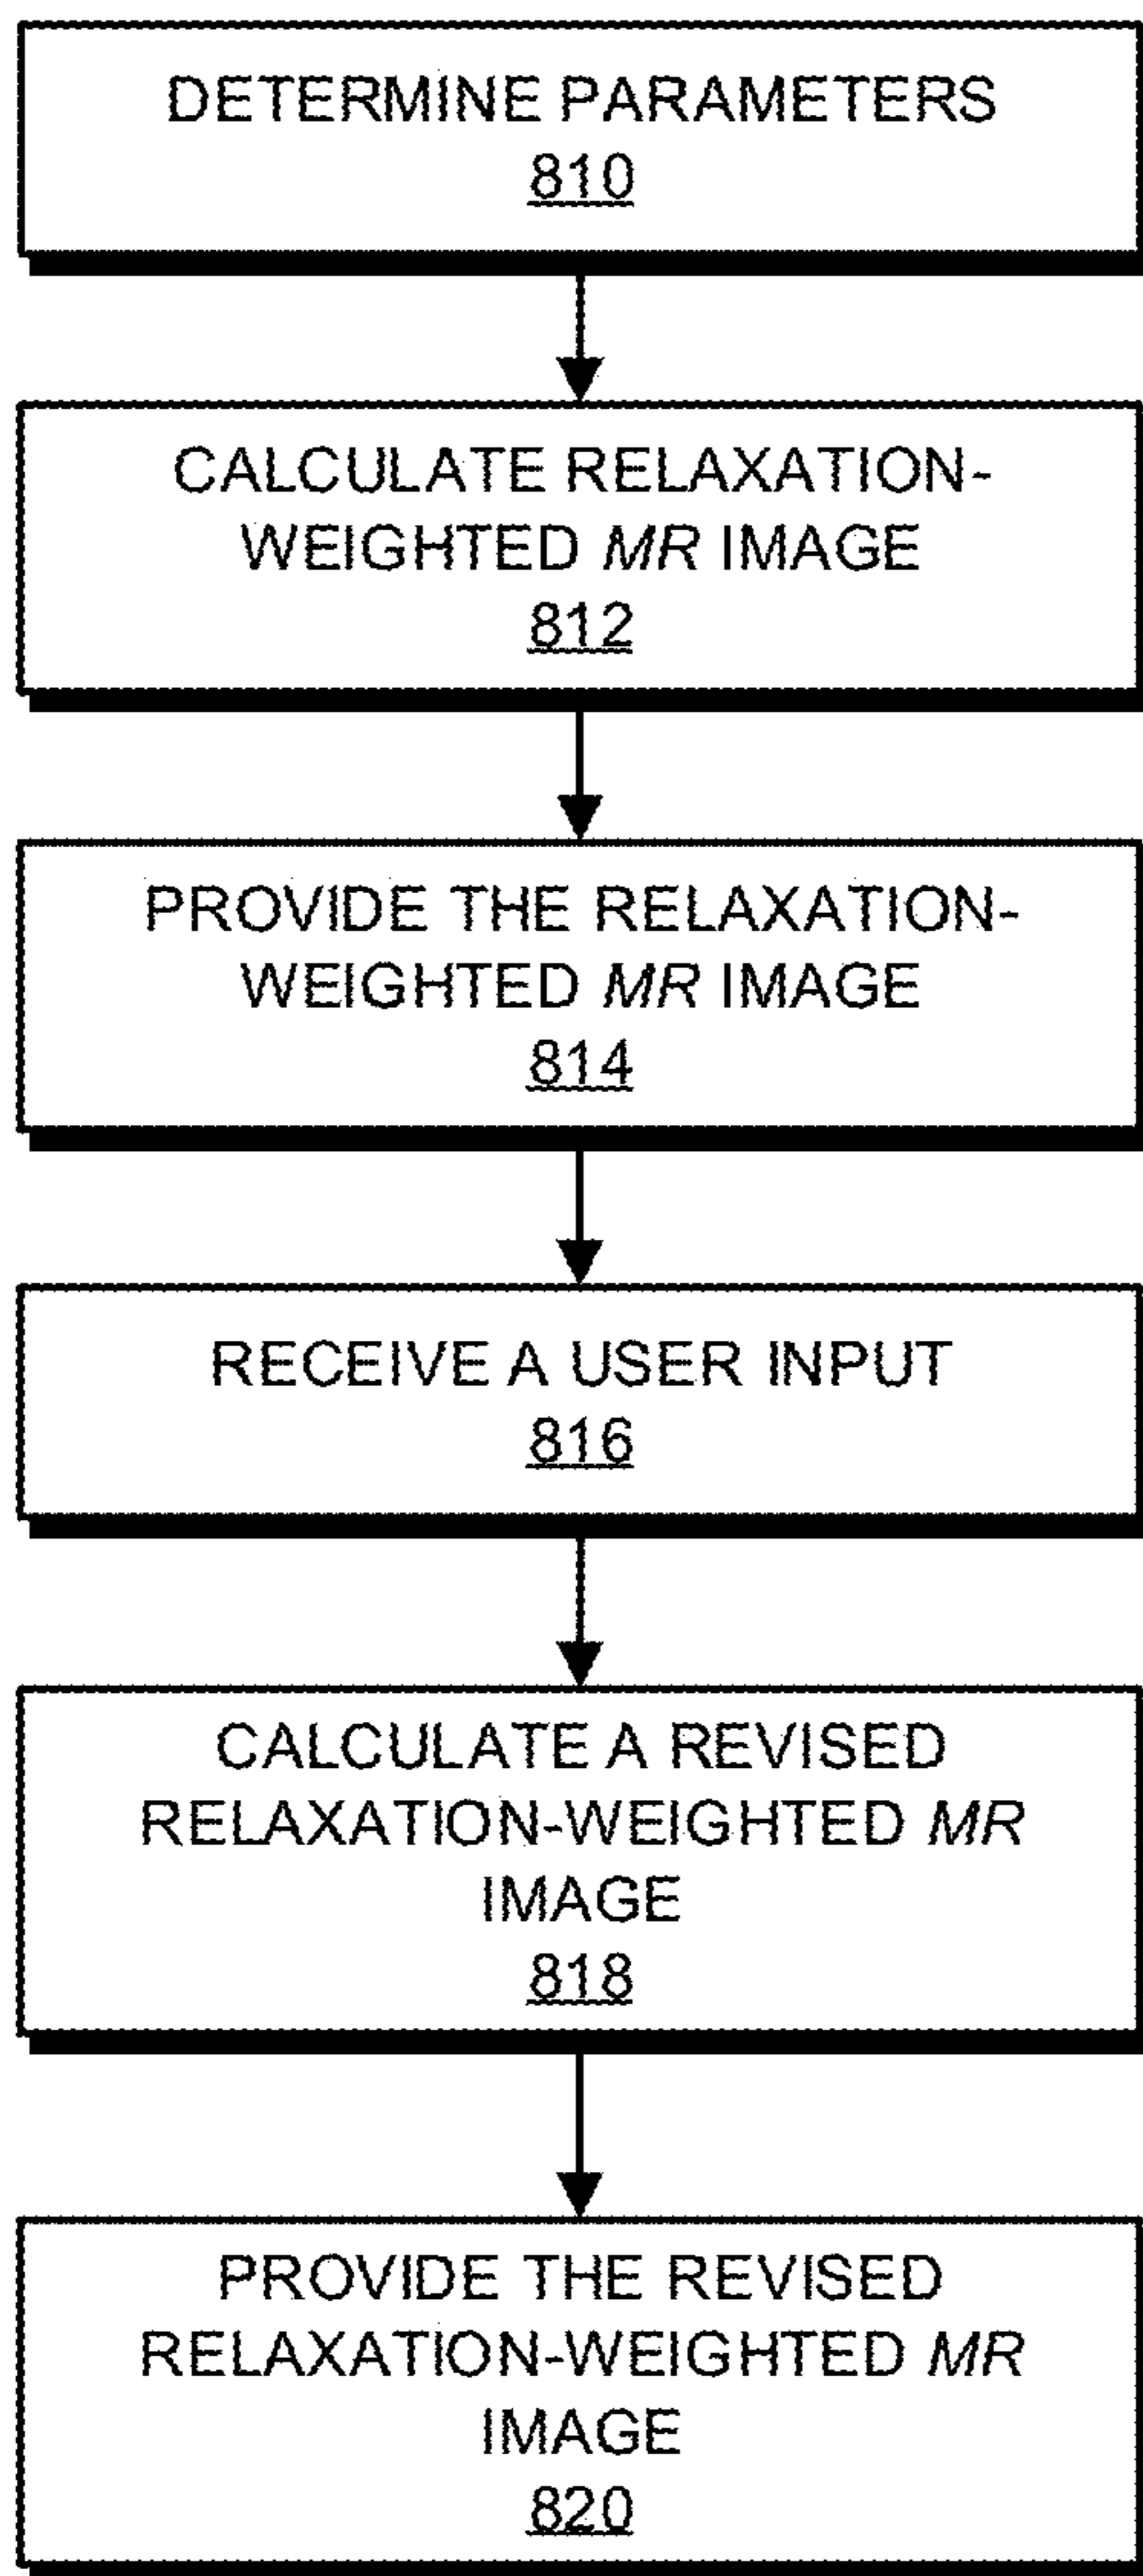 DETERMINE PARAMETERS
810
CALCULATE RELAXATION-
WEIGHTED MR IMAGE
812
PROVIDE THE RELAXATION-
WEIGHTED MR IMAGE
814
RECEIVE A USER INPUT
816
CALCULATE A REVISED
RELAXATION-WEIGHTED MR
IMAGE
818
PROVIDE THE REVISED
RELAXATION-WEIGHTED MR
IMAGE
820